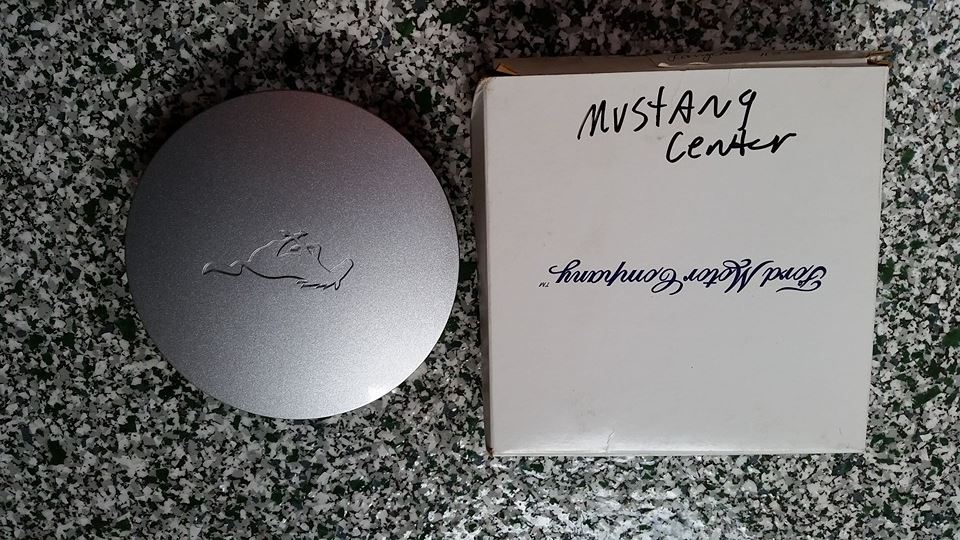 MUSTANg
Center
Ford Motor Company™